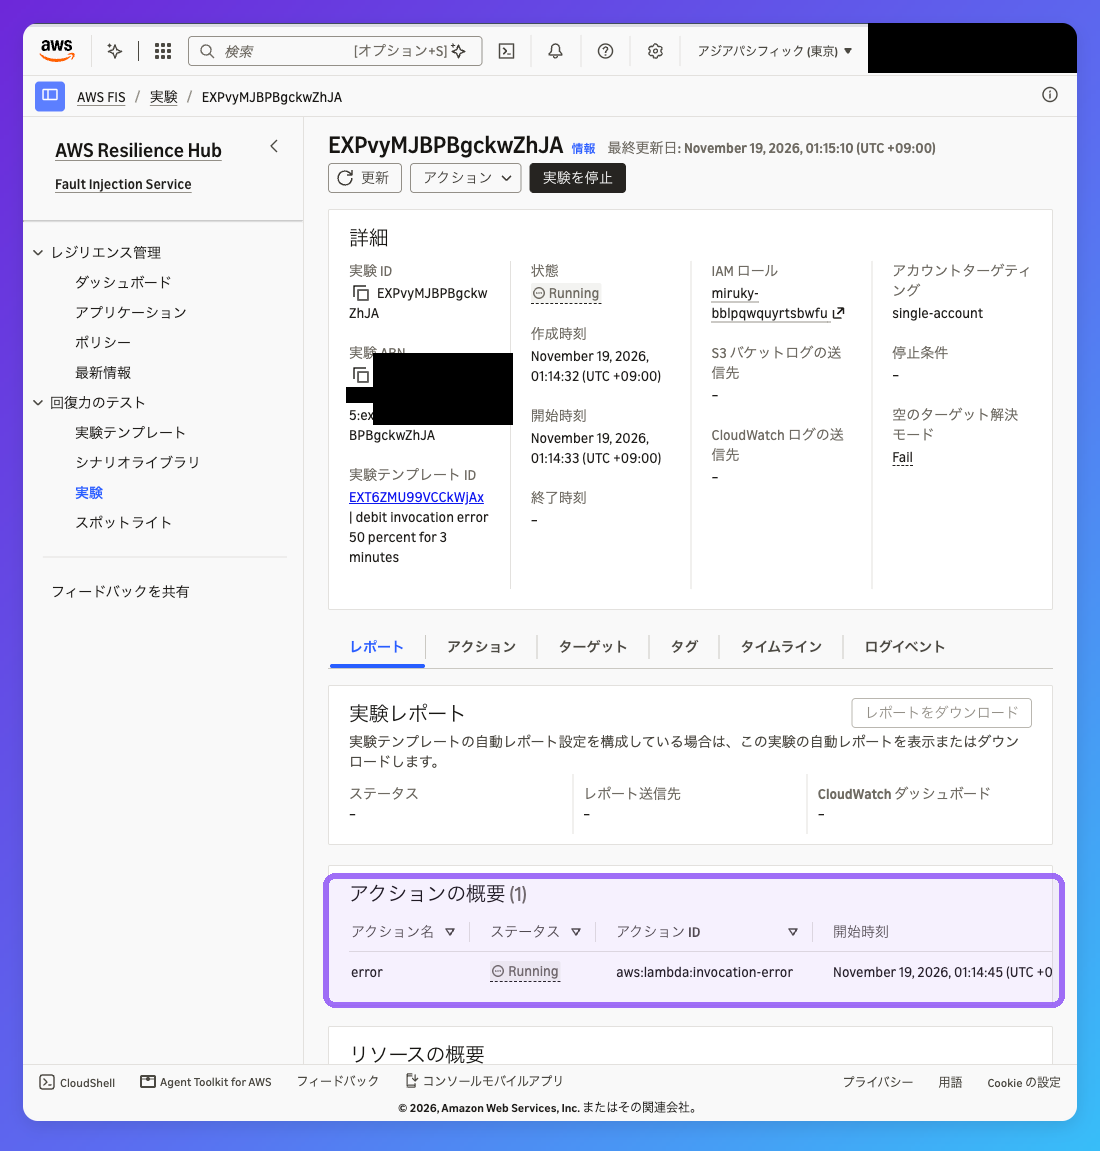 aws
検索
[オプション+S]
アジアパシフィック (東京) ▼
AWS FIS / 実験 / EXPvyMJBPBgckwZhJA
AWS Resilience Hub
Fault Injection Service
レジリエンス管理
ダッシュボード
アプリケーション
ポリシー
最新情報
回復力のテスト
実験テンプレート
シナリオライブラリ
実験
スポットライト
フィードバックを共有
EXPvyMJBPBgckwZhJA 情報 最終更新日: November 19, 2026, 01:15:10 (UTC +09:00)
更新
アクション
実験を停止
詳細
実験 ID
EXPvyMJBPBgckw
ZhJA
実験 ARN
5:ex
BPBgckwZhJA
実験テンプレート ID
EXT6ZMU99VCCkWjAx
| debit invocation error
50 percent for 3
minutes
状態
Running
作成時刻
November 19, 2026,
01:14:32 (UTC +09:00)
開始時刻
November 19, 2026,
01:14:33 (UTC +09:00)
終了時刻
–
IAM ロール
miruky-
bblpqwquyrtsbwfu
S3 バケットログの送
信先
–
CloudWatch ログの送
信先
–
アカウントターゲティ
ング
single-account
停止条件
–
空のターゲット解決
モード
Fail
レポート
アクション
ターゲット
タグ
タイムライン
ログイベント
実験レポート
レポートをダウンロード
実験テンプレートの自動レポート設定を構成している場合は、この実験の自動レポートを表示またはダウン
ロードします。
ステータス
–
レポート送信先
–
CloudWatch ダッシュボード
–
アクションの概要 (1)
アクション名 ステータス アクション ID 開始時刻
error Running aws:lambda:invocation-error November 19, 2026, 01:14:45 (UTC +0
リソースの概要
CloudShell
Agent Toolkit for AWS
フィードバック
コンソールモバイルアプリ
プライバシー
用語
Cookie の設定
© 2026, Amazon Web Services, Inc. またはその関連会社。